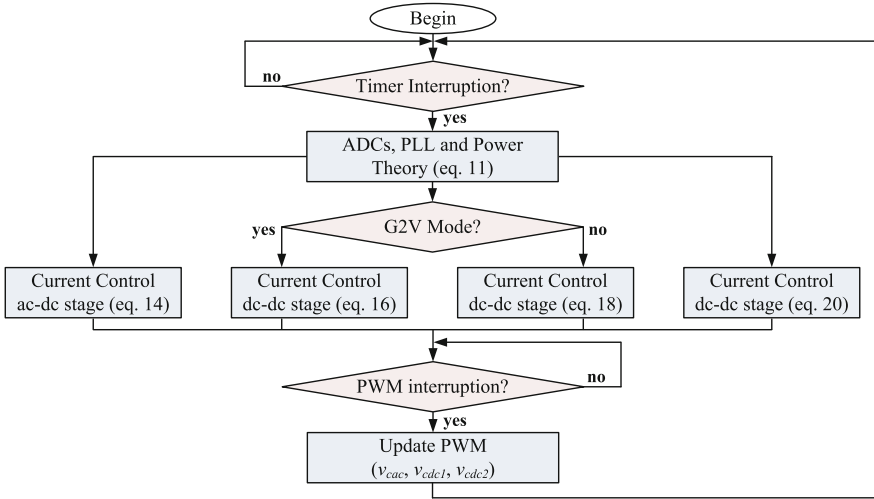 Begin
no
Timer Interruption?
yes
ADCs, PLL and Power
Theory (eq. 11)
yes
G2V Mode?
no
Current Control
ac-dc stage (eq. 14)
Current Control
dc-dc stage (eq. 16)
Current Control
dc-dc stage (eq. 18)
Current Control
dc-dc stage (eq. 20)
PWM interruption?
no
yes
Update PWM
(vcac, vcdc1, vcdc2)